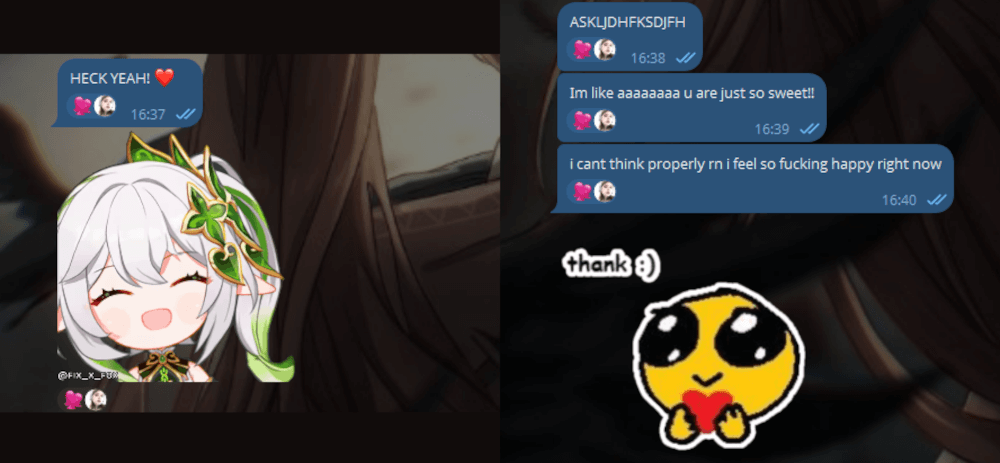 HECK YEAH! ❤️
16:37
@FIX_X_FOX
ASKLJDHFKSDJFH
16:38
Im like aaaaaaaa u are just so sweet!!
16:39
i cant think properly rn i feel so fucking happy right now
16:40
thank :)